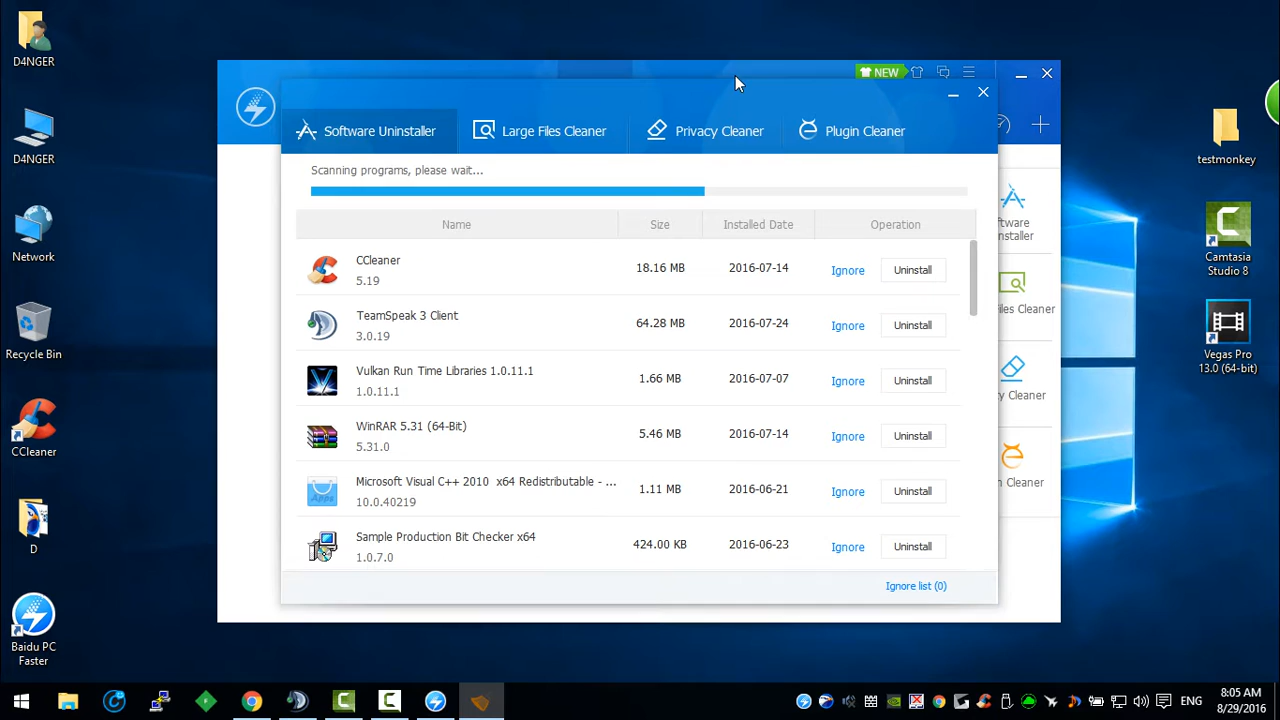 D4NGER
D4NGER
Network
Recycle Bin
CCleaner
D
Baidu PC
Faster
NEW
Software Uninstaller
Large Files Cleaner
Privacy Cleaner
Plugin Cleaner
Scanning programs, please wait...
Name Size Installed Date Operation
CCleaner
5.19
18.16 MB 2016-07-14 Ignore Uninstall
TeamSpeak 3 Client
3.0.19
64.28 MB 2016-07-24 Ignore Uninstall
Vulkan Run Time Libraries 1.0.11.1
1.0.11.1
1.66 MB 2016-07-07 Ignore Uninstall
WinRAR 5.31 (64-Bit)
5.31.0
5.46 MB 2016-07-14 Ignore Uninstall
Microsoft Visual C++ 2010 x64 Redistributable - ...
10.0.40219
1.11 MB 2016-06-21 Ignore Uninstall
Sample Production Bit Checker x64
1.0.7.0
424.00 KB 2016-06-23 Ignore Uninstall
Ignore list (0)
ftware
installer
Files Cleaner
cy Cleaner
n Cleaner
testmonkey
Camtasia
Studio 8
Vegas Pro
13.0 (64-bit)
ENG
8:05 AM
8/29/2016